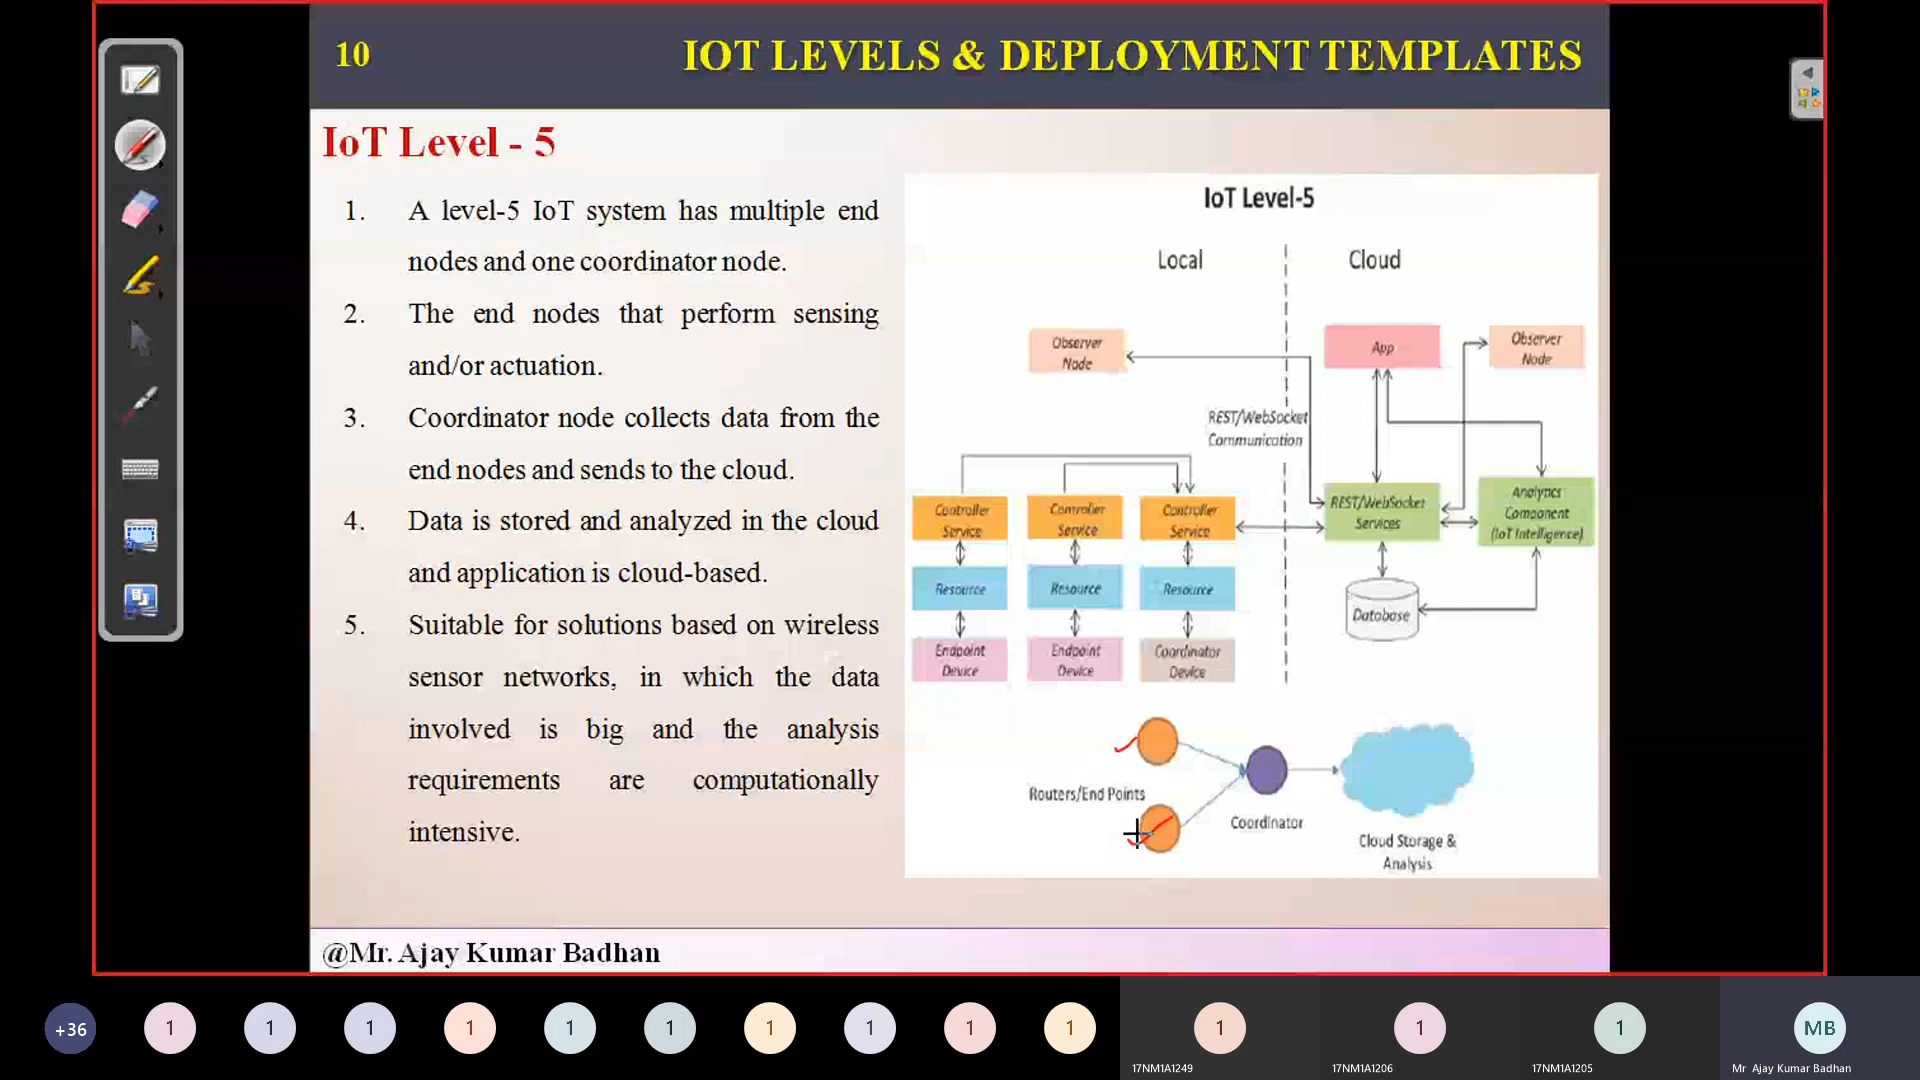 10
IOT LEVELS & DEPLOYMENT TEMPLATES
IoT Level - 5
1. A level-5 IoT system has multiple end
nodes and one coordinator node.
2. The end nodes that perform sensing
and/or actuation.
3. Coordinator node collects data from the
end nodes and sends to the cloud.
4. Data is stored and analyzed in the cloud
and application is cloud-based.
5. Suitable for solutions based on wireless
sensor networks, in which the data
involved is big and the analysis
requirements are computationally
intensive.
IoT Level-5
Local
Cloud
Observer
Node
App
Observer
Node
REST/WebSocket
Communication
Controller
Service
Controller
Service
Controller
Service
REST/WebSocket
Services
Analytics
Component
(IoT Intelligence)
Resource
Resource
Resource
Database
Endpoint
Device
Endpoint
Device
Coordinator
Device
Routers/End Points
Coordinator
Cloud Storage &
Analysis
@Mr. Ajay Kumar Badhan
+36
1
1
1
1
1
1
1
1
1
1
1
1
1
MB
17NM1A1249
17NM1A1206
17NM1A1205
Mr Ajay Kumar Badhan